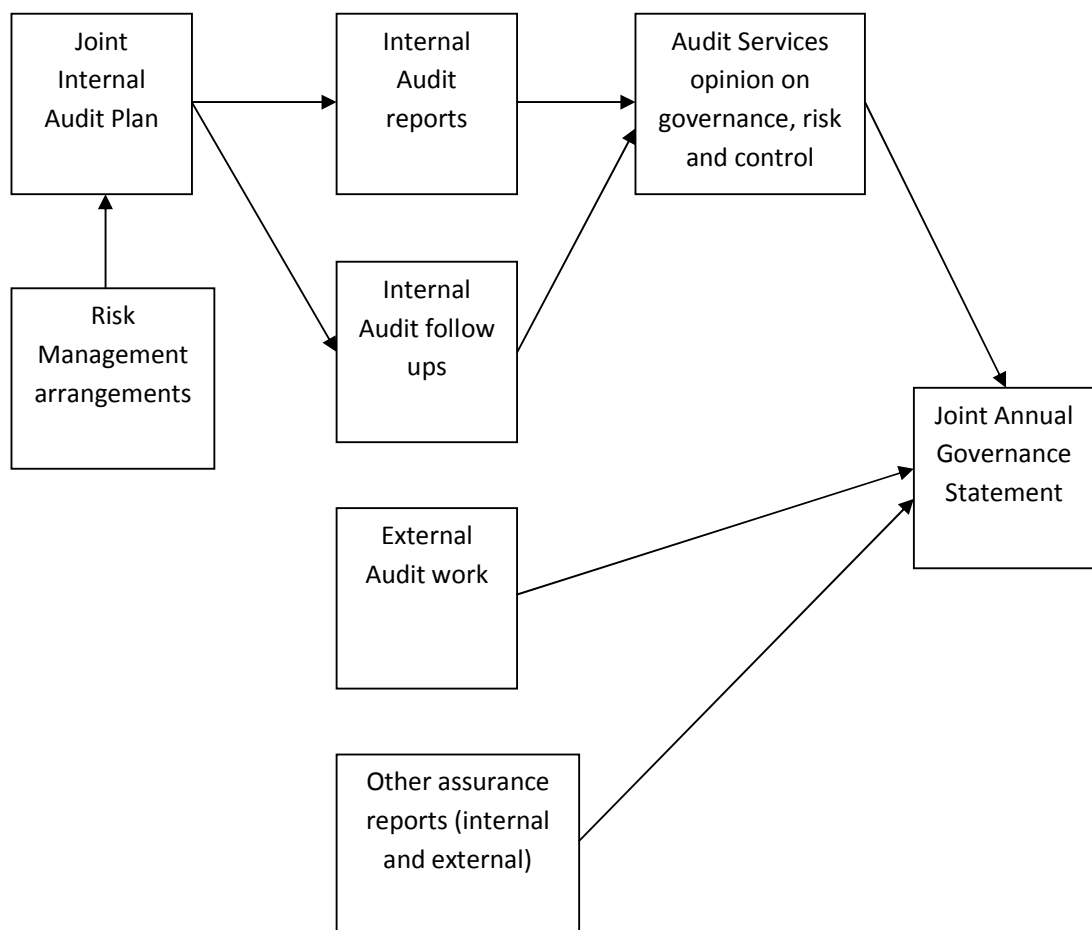 Joint
Internal
Audit Plan
Internal
Audit
reports
Audit Services
opinion on
governance, risk
and control
Risk
Management
arrangements
Internal
Audit follow
ups
Joint Annual
Governance
Statement
External
Audit work
Other assurance
reports (internal
and external)